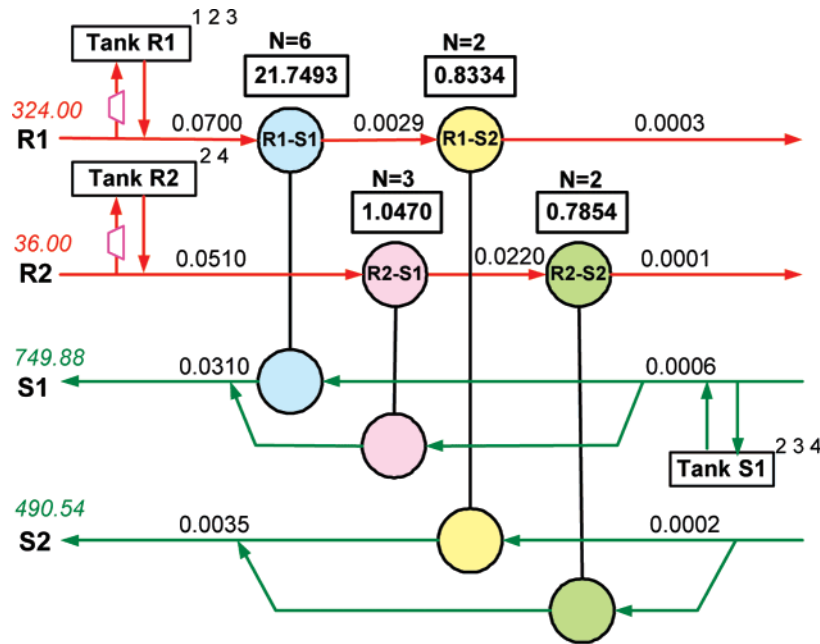 Tank R1 1 2 3
N=6 N=2
21.7493 0.8334
324.00
R1 0.0700 R1-S1 0.0029 R1-S2 0.0003
Tank R2 2 4
N=3 N=2
1.0470 0.7854
36.00
R2 0.0510 R2-S1 0.0220 R2-S2 0.0001
749.88
S1 0.0310 0.0006
Tank S1 2 3 4
490.54
S2 0.0035 0.0002